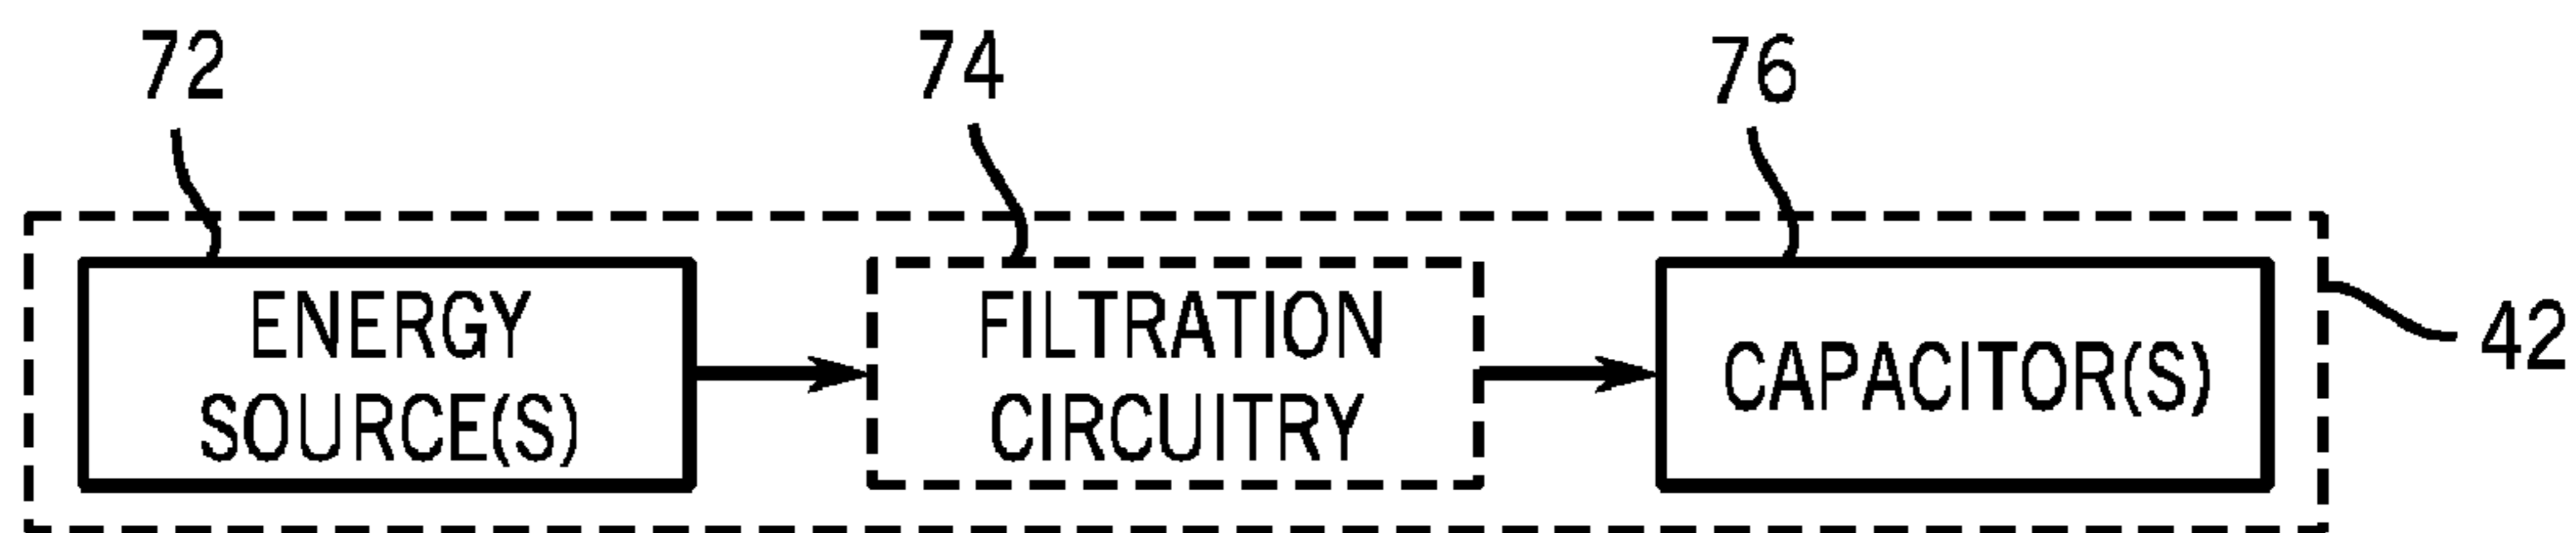 72
74
76
ENERGY
SOURCE(S)
FILTRATION
CIRCUITRY
CAPACITOR(S)
42